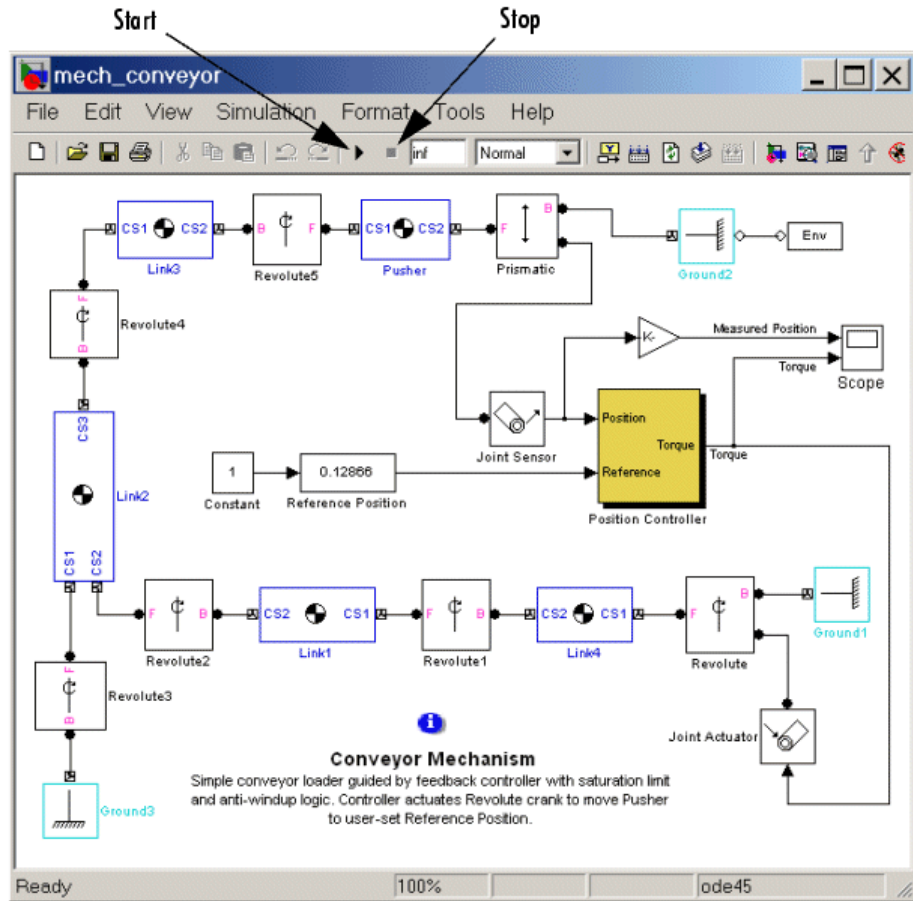 Start
Stop
mech_conveyor
File Edit View Simulation Format Tools Help
inf Normal
CS1 CS2
Link3
B F
Revolute5
CS1 CS2
Pusher
F B
Prismatic
Ground2
Env
F
B
Revolute4
K-
Measured Position
Torque
Scope
Joint Sensor
Position
Reference
Torque
Position Controller
Torque
1
Constant
0.12866
Reference Position
CS3
CS1
CS2
Link2
F B
Revolute2
CS2 CS1
Link1
F B
Revolute1
CS2 CS1
Link4
F B
Revolute
Ground1
F
B
Revolute3
Joint Actuator
Ground3
i
Conveyor Mechanism
Simple conveyor loader guided by feedback controller with saturation limit
and anti-windup logic. Controller actuates Revolute crank to move Pusher
to user-set Reference Position.
Ready 100% ode45